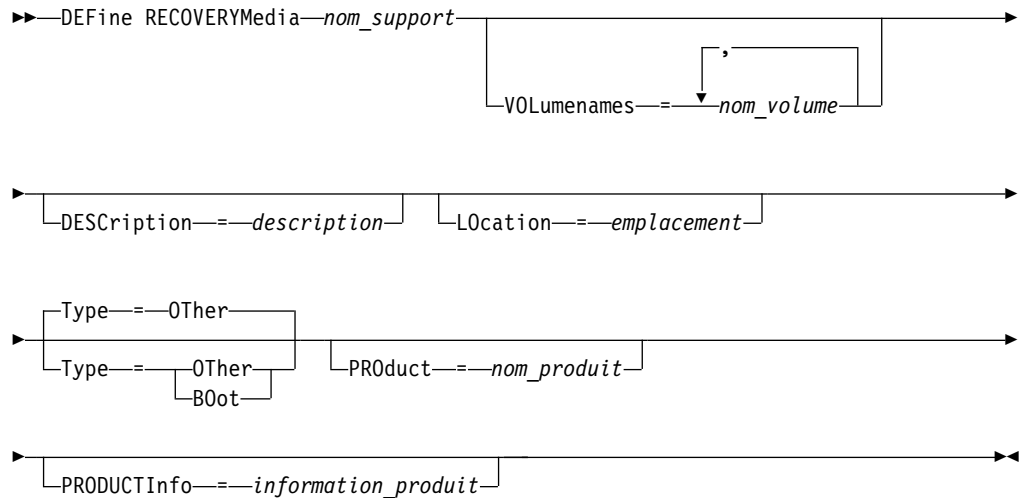 DEFine RECOVERYMedia nom_support
,
VOLumenames = nom_volume
DESCription = description LOcation = emplacement
Type = OTher
Type = OTher PROduct = nom_produit
BOot
PRODUCTInfo = information_produit